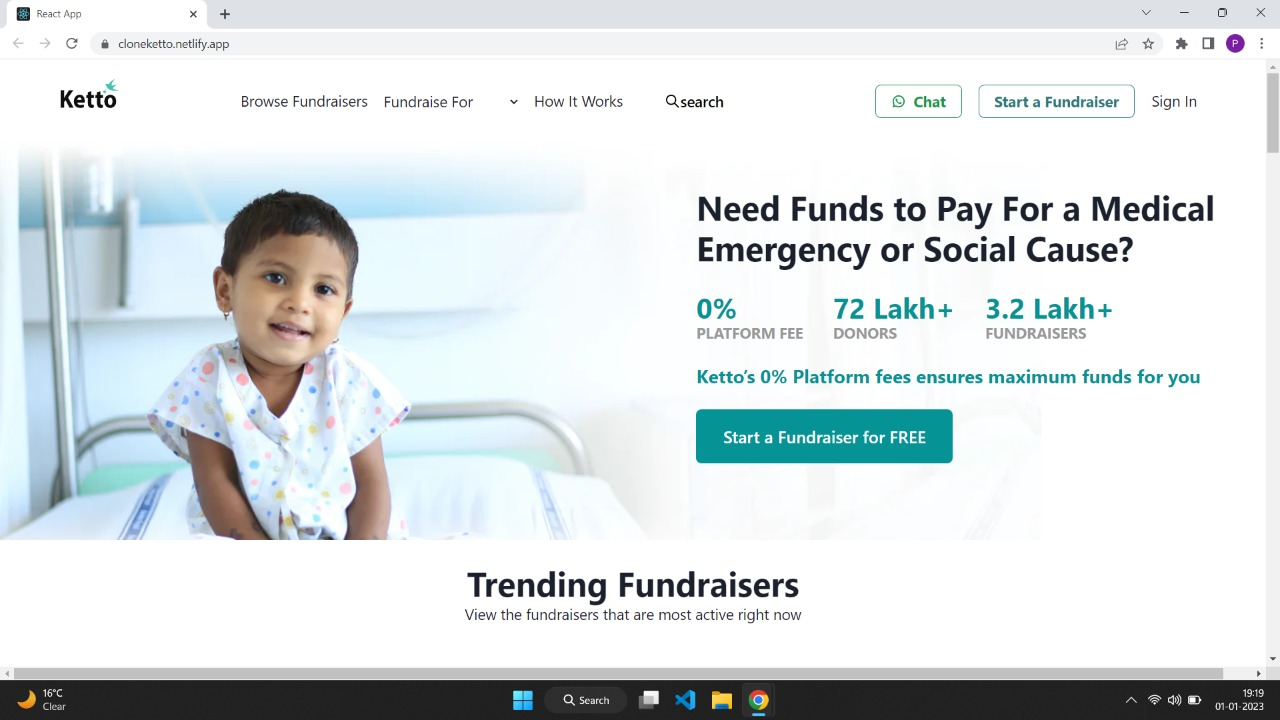 React App
cloneketto.netlify.app
P
Ketto
Browse Fundraisers
Fundraise For
How It Works
search
Chat
Start a Fundraiser
Sign In
Need Funds to Pay For a Medical
Emergency or Social Cause?
0% 72 Lakh+ 3.2 Lakh+
PLATFORM FEE DONORS FUNDRAISERS
Ketto’s 0% Platform fees ensures maximum funds for you
Start a Fundraiser for FREE
Trending Fundraisers
View the fundraisers that are most active right now
16°C
Clear
Search
19:19
01-01-2023